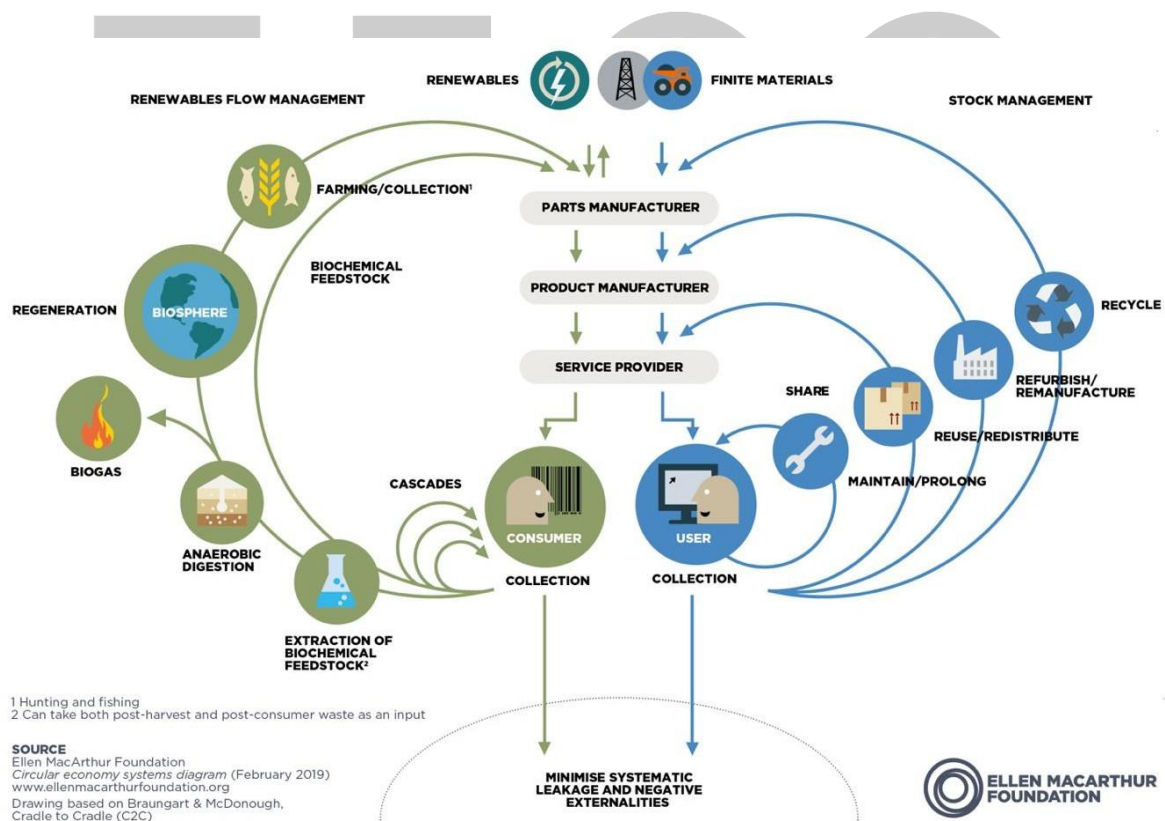 RENEWABLES
FINITE MATERIALS
RENEWABLES FLOW MANAGEMENT
STOCK MANAGEMENT
FARMING/COLLECTION¹
PARTS MANUFACTURER
BIOCHEMICAL
FEEDSTOCK
PRODUCT MANUFACTURER
REGENERATION
BIOSPHERE
RECYCLE
SERVICE PROVIDER
SHARE
REFURBISH/
REMANUFACTURE
REUSE/REDISTRIBUTE
BIOGAS
CASCADES
MAINTAIN/PROLONG
CONSUMER
USER
ANAEROBIC
DIGESTION
COLLECTION
COLLECTION
EXTRACTION OF
BIOCHEMICAL
FEEDSTOCK²
1 Hunting and fishing
2 Can take both post-harvest and post-consumer waste as an input
SOURCE
Ellen MacArthur Foundation
Circular economy systems diagram (February 2019)
www.ellenmacarthurfoundation.org
Drawing based on Braungart & McDonough,
Cradle to Cradle (C2C)
MINIMISE SYSTEMATIC
LEAKAGE AND NEGATIVE
EXTERNALITIES
ELLEN MACARTHUR
FOUNDATION